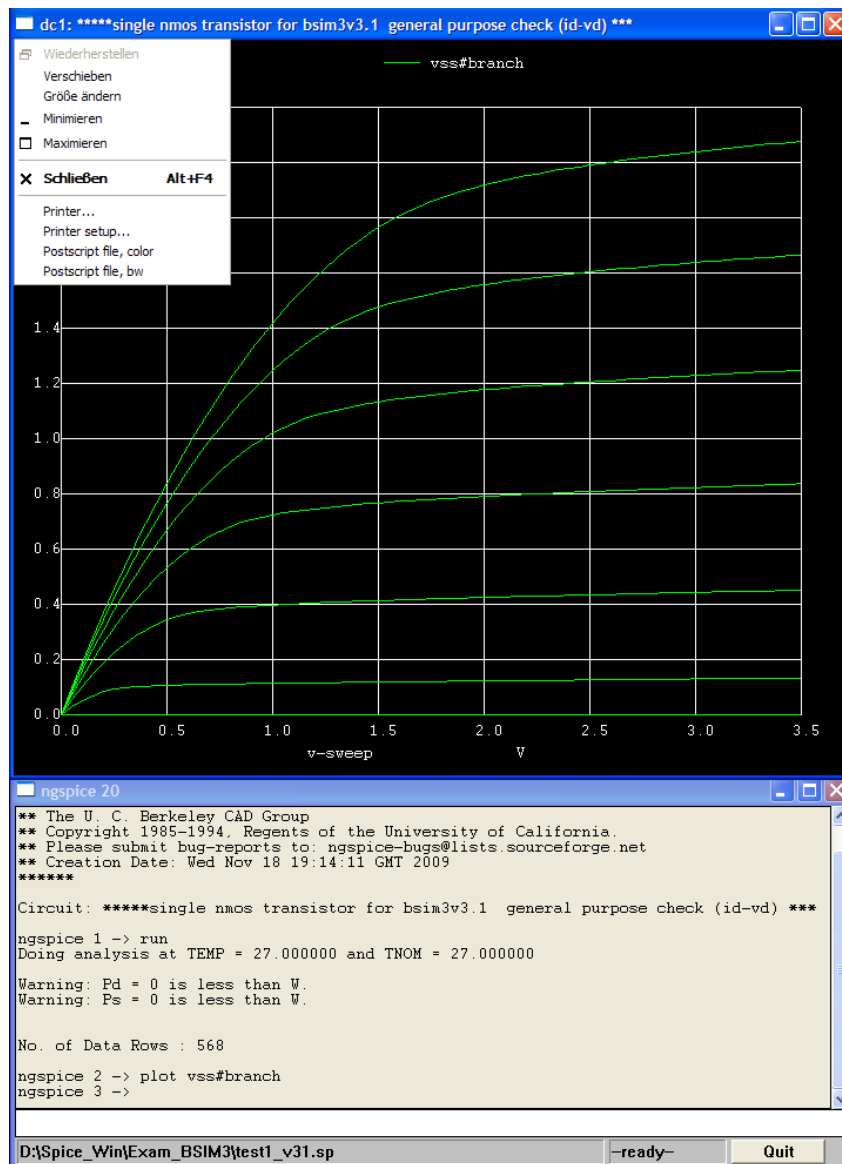 dc1: *****single nmos transistor for bsim3v3.1 general purpose check (id-vd) ***
Wiederherstellen
Verschieben
Größe ändern
Minimieren
Maximieren
Schließen Alt+F4
Printer...
Printer setup...
Postscript file, color
Postscript file, bw
vss#branch
1.4
1.2
1.0
0.8
0.6
0.4
0.2
0.0
0.0 0.5 1.0 1.5 2.0 2.5 3.0 3.5
v-sweep V
ngspice 20
** The U. C. Berkeley CAD Group
** Copyright 1985-1994, Regents of the University of California.
** Please submit bug-reports to: ngspice-bugs@lists.sourceforge.net
** Creation Date: Wed Nov 18 19:14:11 GMT 2009
******
Circuit: *****single nmos transistor for bsim3v3.1 general purpose check (id-vd) ***
ngspice 1 -> run
Doing analysis at TEMP = 27.000000 and TNOM = 27.000000
Warning: Pd = 0 is less than W.
Warning: Ps = 0 is less than W.
No. of Data Rows : 568
ngspice 2 -> plot vss#branch
ngspice 3 ->
D:\Spice_Win\Exam_BSIM3\test1_v31.sp
--ready--
Quit